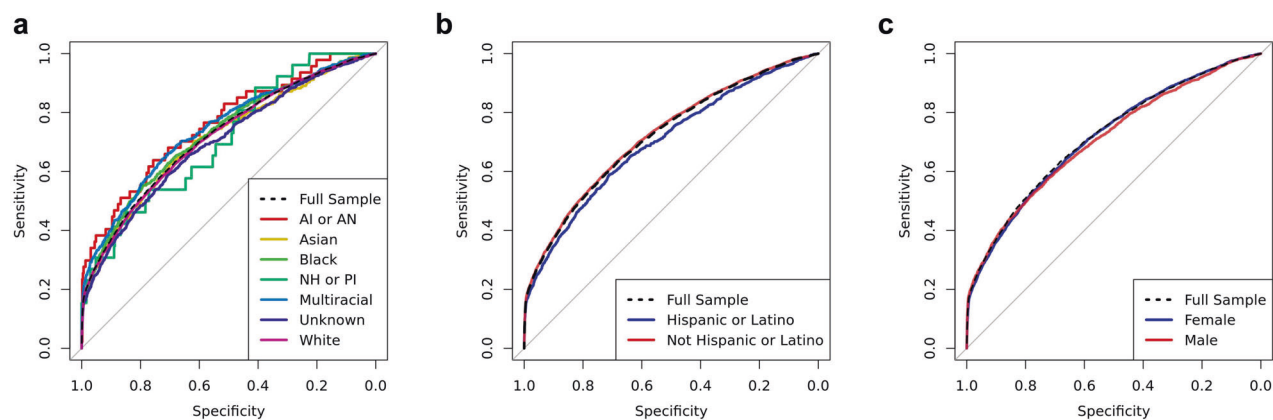 a
Sensitivity
1.0
0.8
0.6
0.4
0.2
0.0
Full Sample
AI or AN
Asian
Black
NH or PI
Multiracial
Unknown
White
1.0 0.8 0.6 0.4 0.2 0.0
Specificity
b
Sensitivity
1.0
0.8
0.6
0.4
0.2
0.0
Full Sample
Hispanic or Latino
Not Hispanic or Latino
1.0 0.8 0.6 0.4 0.2 0.0
Specificity
c
Sensitivity
1.0
0.8
0.6
0.4
0.2
0.0
Full Sample
Female
Male
1.0 0.8 0.6 0.4 0.2 0.0
Specificity